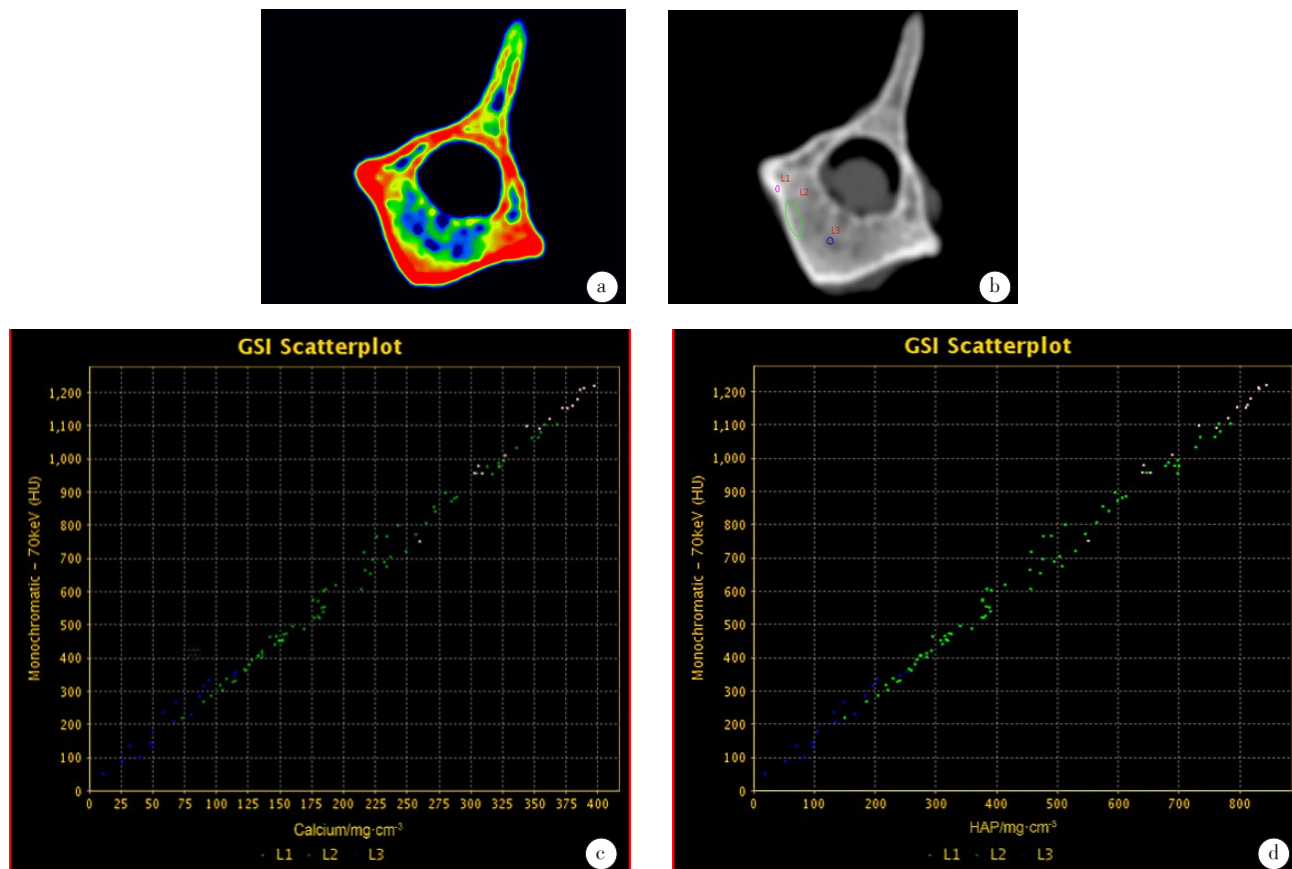 a
L1
L2
L3
b
GSI Scatterplot
Monochromatic – 70keV (HU)
1,200
1,100
1,000
900
800
700
600
500
400
300
200
100
0
0 25 50 75 100 125 150 175 200 225 250 275 300 325 350 375 400
Calcium/mg·cm-3
L1 L2 L3
c
GSI Scatterplot
Monochromatic – 70keV (HU)
1,200
1,100
1,000
900
800
700
600
500
400
300
200
100
0
0 100 200 300 400 500 600 700 800
HAP/mg·cm-3
L1 L2 L3
d